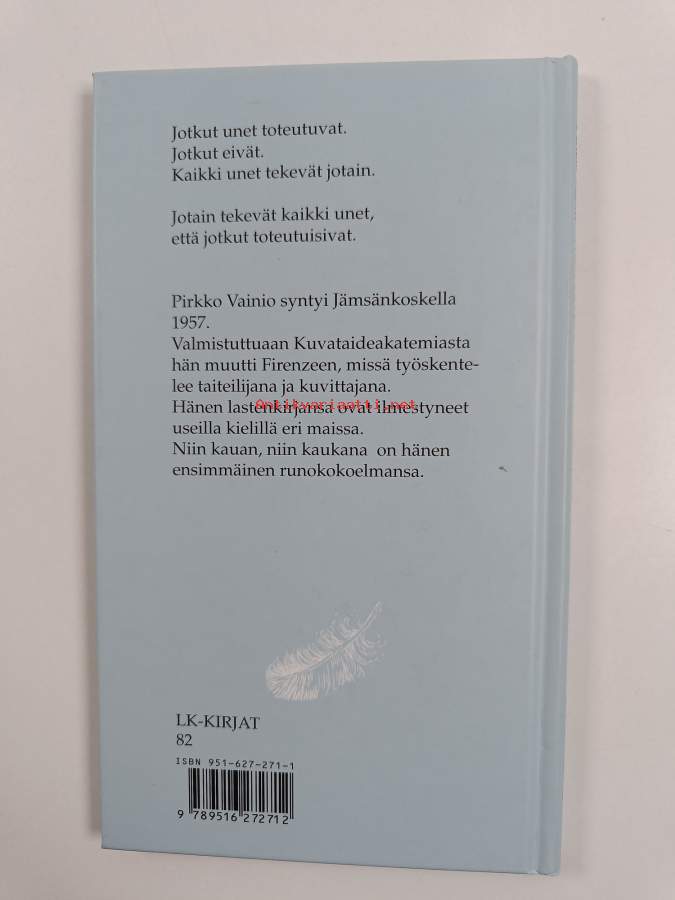 Jotkut unet toteutuvat.
Jotkut eivät.
Kaikki unet tekevät jotain.
Jotain tekevät kaikki unet,
että jotkut toteutuisivat.
Pirkko Vainio syntyi Jämsänkoskella
1957.
Valmistuttuaan Kuvataideakatemiasta
hän muutti Firenzeen, missä työskente-
lee taiteilijana ja kuvittajana.
Antikvariaatti.net
Hänen lastenkirjansa ovat ilmestyneet
useilla kielillä eri maissa.
Niin kauan, niin kaukana on hänen
ensimmäinen runokokoelmansa.
LK-KIRJAT
82
ISBN 951-627-271-1
9 789516 272712